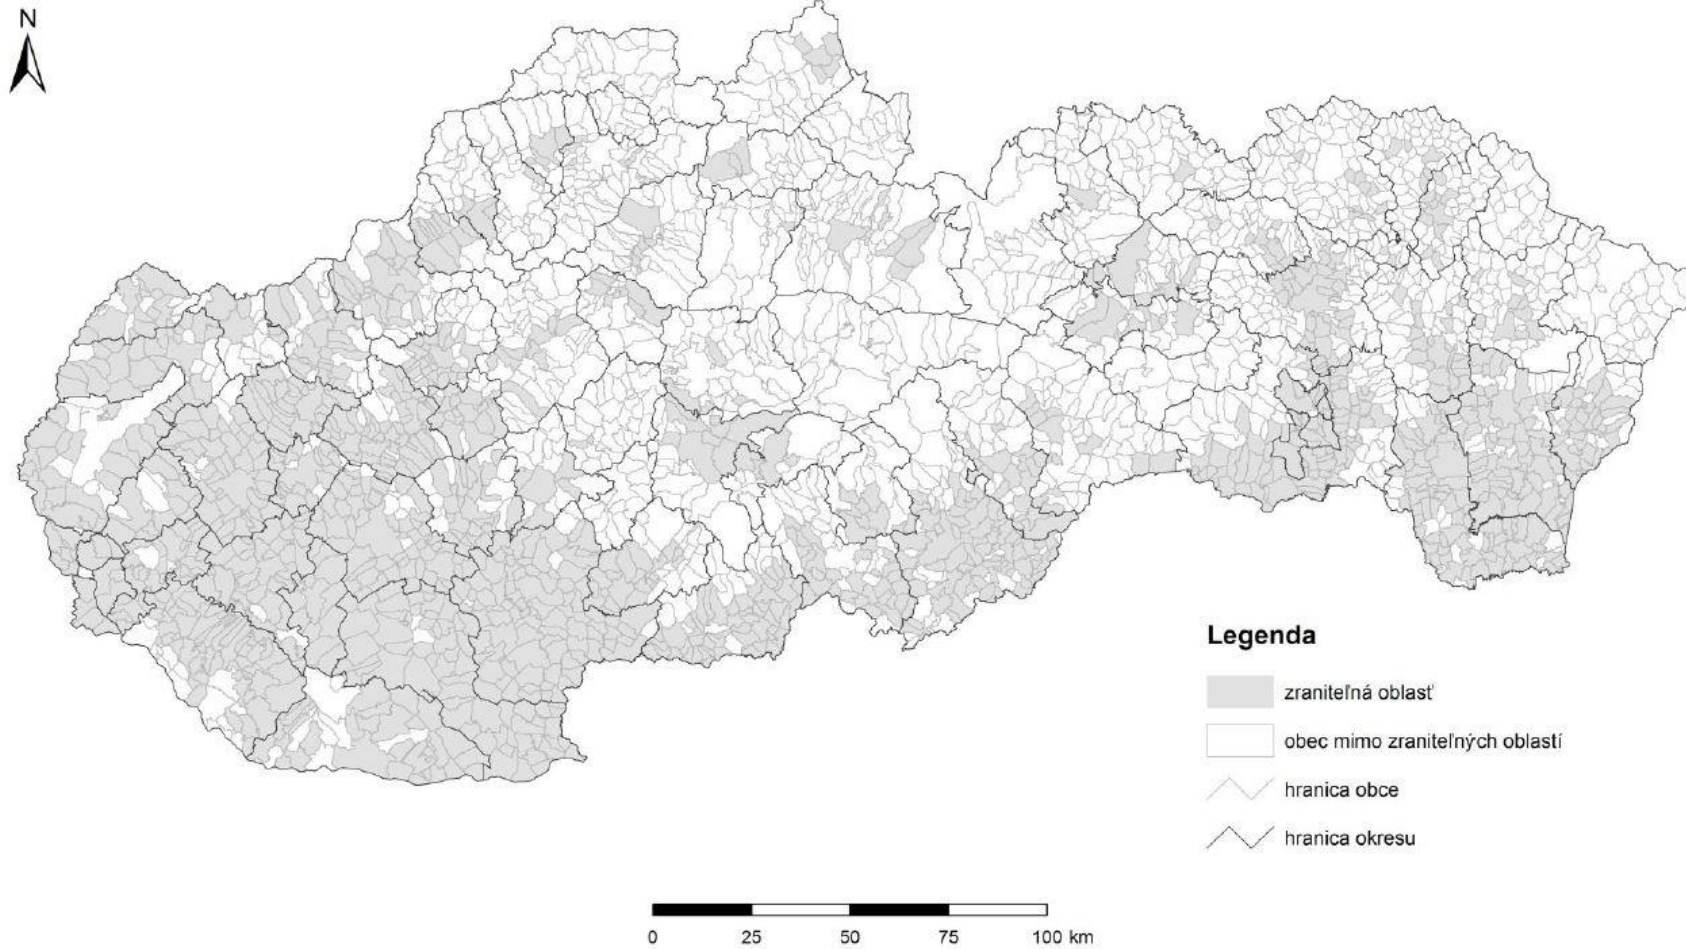 N
Legenda
zraniteľná oblasť
obec mimo zraniteľných oblastí
hranica obce
hranica okresu
0 25 50 75 100 km